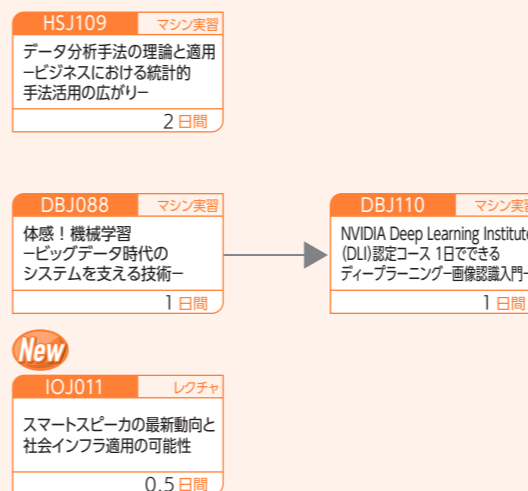 HSJ109 マシン実習
データ分析手法の理論と適用
−ビジネスにおける統計的
手法活用の広がり−
2 日間
DBJ088 マシン実習
体感！機械学習
−ビッグデータ時代の
システムを支える技術−
1 日間
DBJ110 マシン実習
NVIDIA Deep Learning Institute
(DLI)認定コース 1日でできる
ディープラーニング−画像認識入門−
1 日間
New
IOJ011 レクチャ
スマートスピーカの最新動向と
社会インフラ適用の可能性
0.5 日間